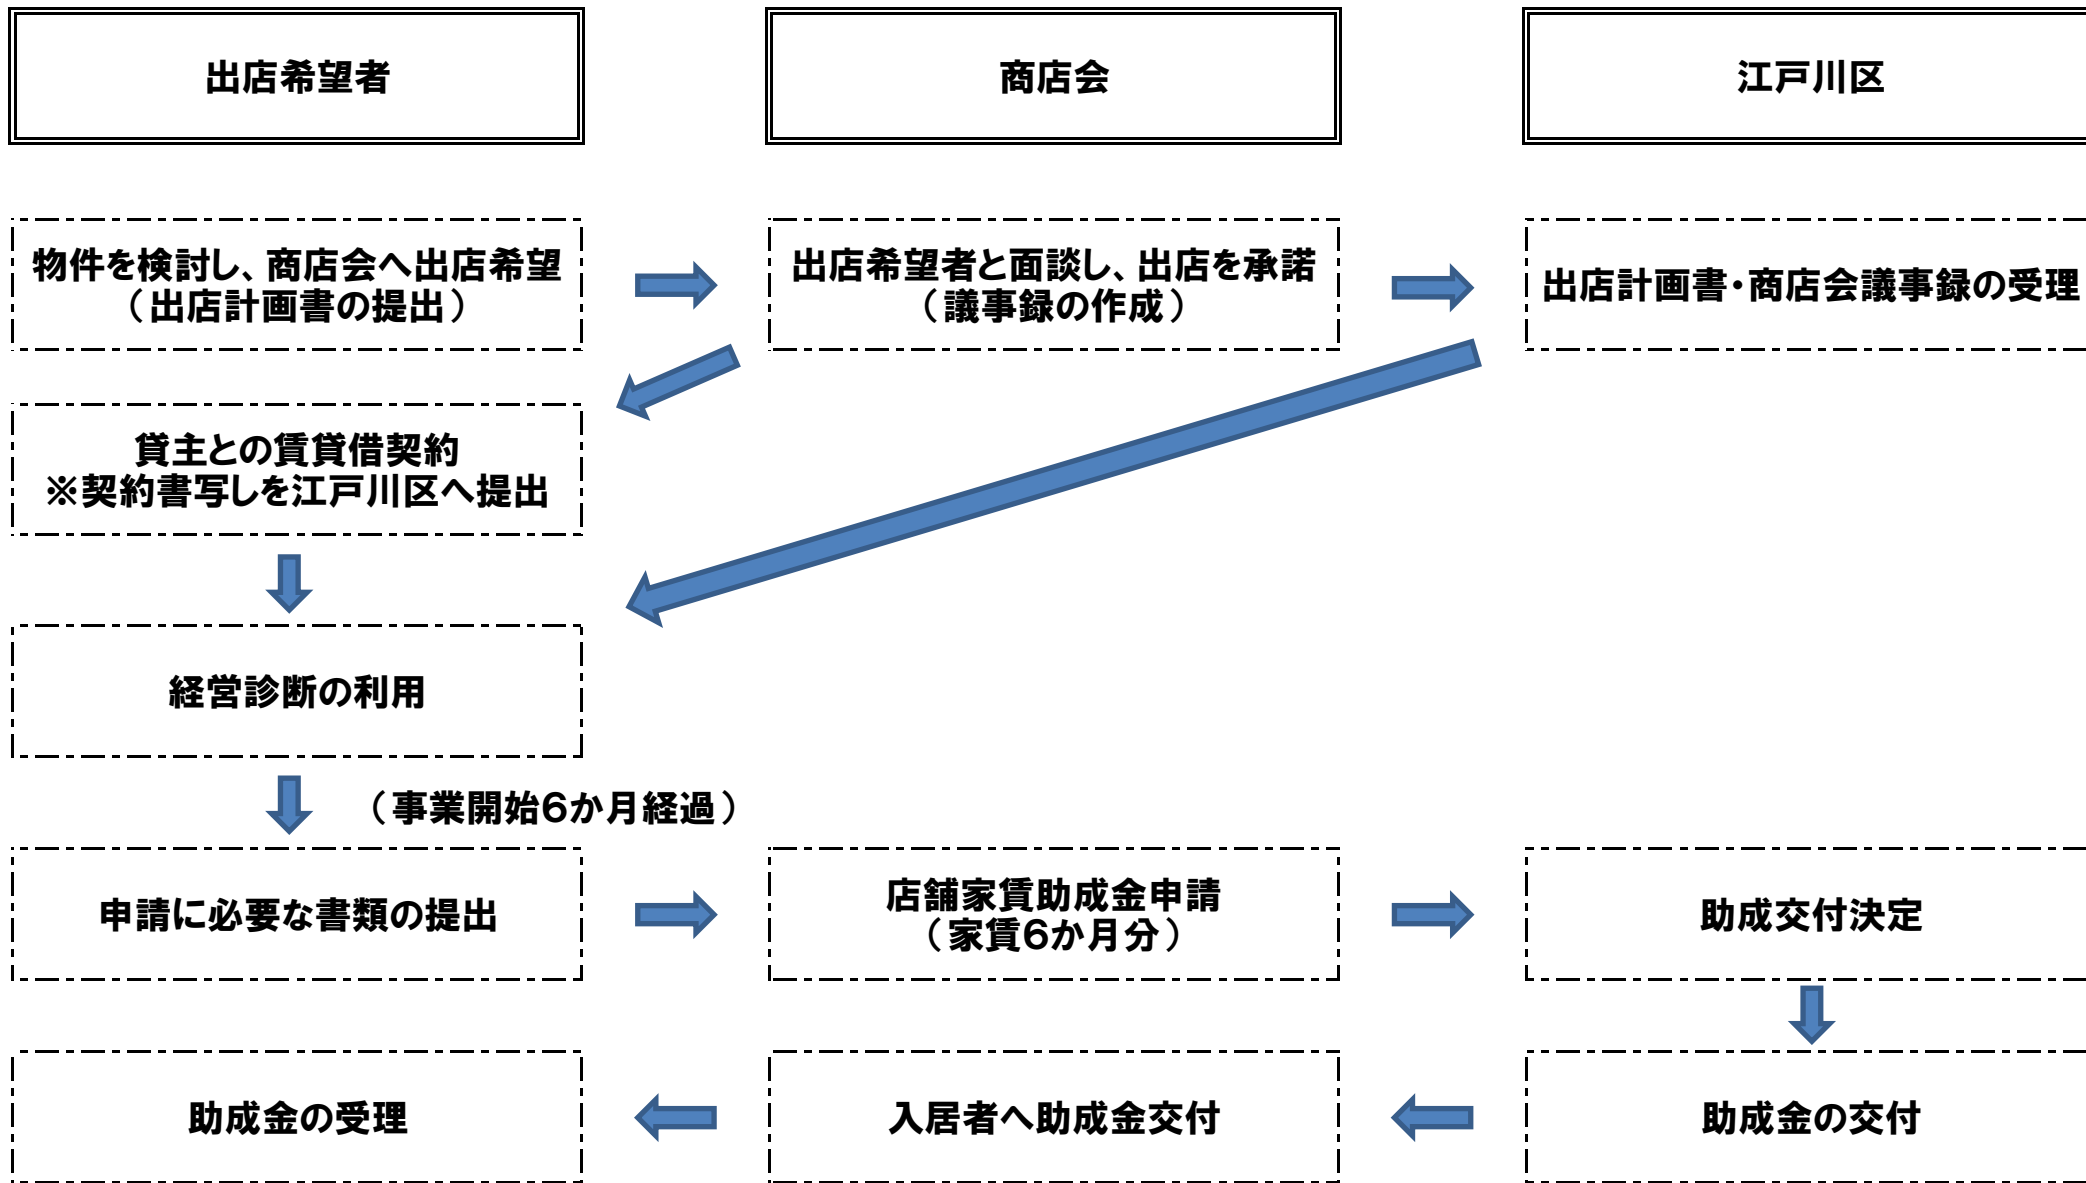 出店希望者
商店会
江戸川区
物件を検討し、商店会へ出店希望
（出店計画書の提出）
出店希望者と面談し、出店を承諾
（議事録の作成）
出店計画書・商店会議事録の受理
貸主との賃貸借契約
※契約書写しを江戸川区へ提出
経営診断の利用
（事業開始6か月経過）
申請に必要な書類の提出
店舗家賃助成金申請
（家賃6か月分）
助成交付決定
助成金の受理
入居者へ助成金交付
助成金の交付